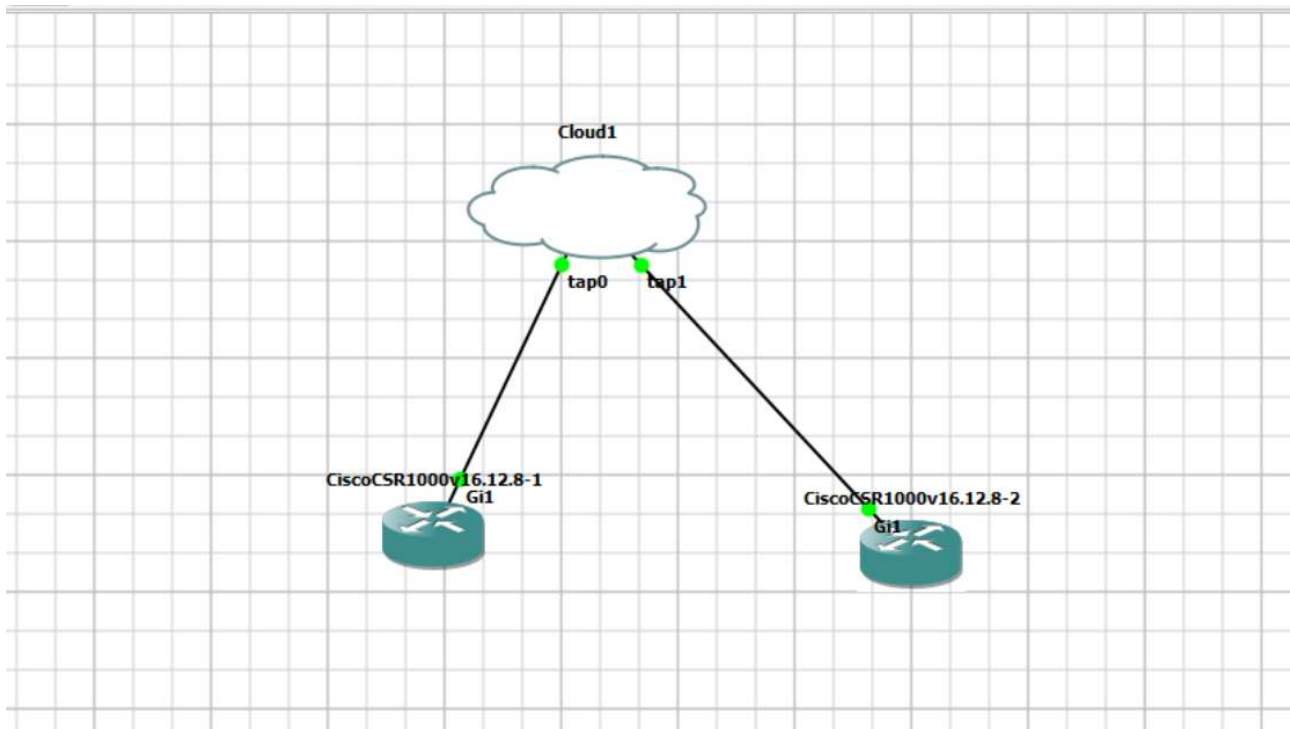 Cloud1
tap0
tap1
CiscoCSR1000v16.12.8-1
Gi1
CiscoCSR1000v16.12.8-2
Gi1